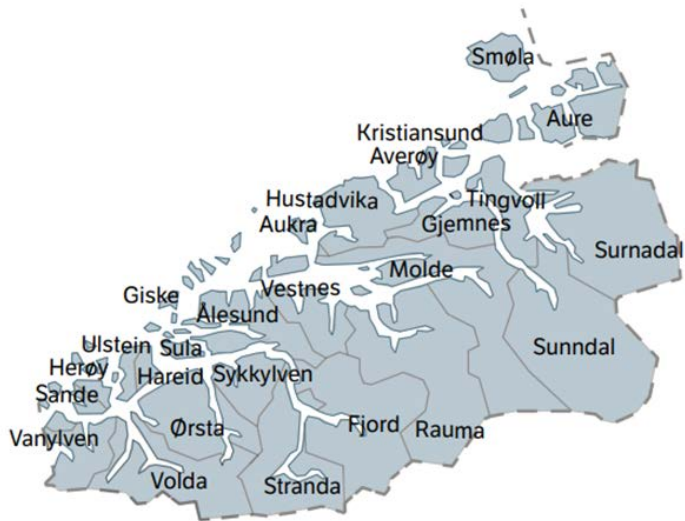 Smøla
Aure
Kristiansund
Averøy
Hustadvika
Tingvoll
Aukra
Gjemnes
Surnadal
Molde
Vestnes
Giske
Ålesund
Ulstein
Sula
Sunndal
Herøy
Hareid
Sykkylven
Sande
Ørsta
Fjord
Rauma
Vanylven
Volda
Stranda